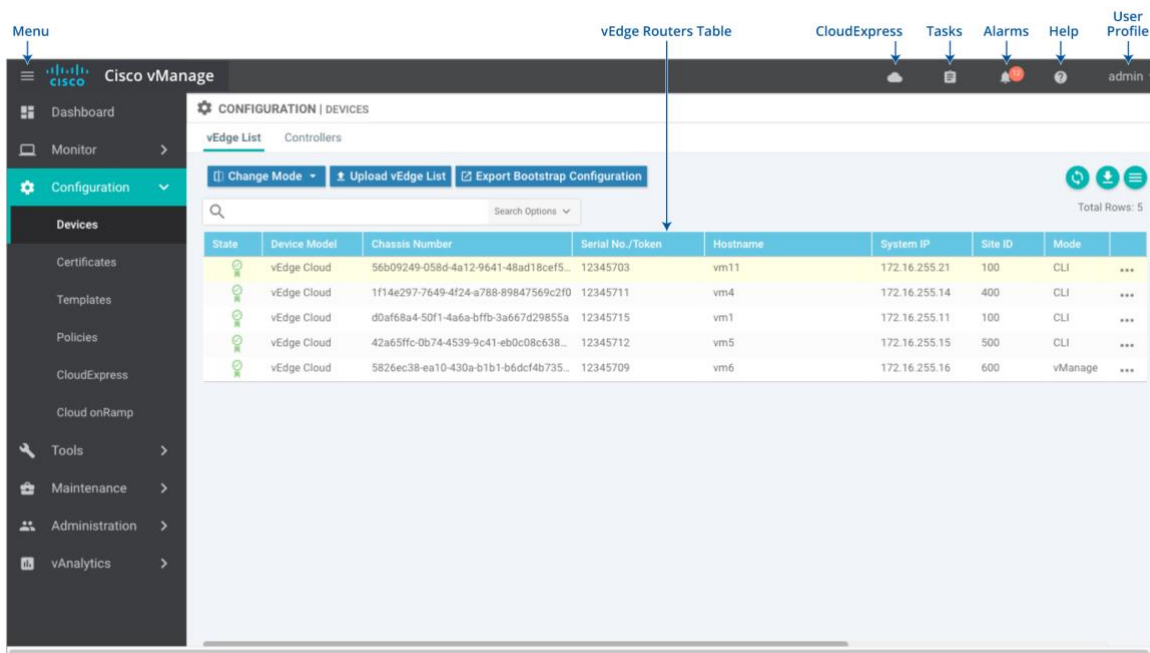 User
Menu vEdge Routers Table CloudExpress Tasks Alarms Help Profile
CISCO Cisco vManage admin
Dashboard
CONFIGURATION | DEVICES
Monitor
vEdge List Controllers
Configuration
Change Mode Upload vEdge List Export Bootstrap Configuration
Total Rows: 5
Search Options
Devices
Certificates
Templates
Policies
CloudExpress
Cloud onRamp
Tools
Maintenance
Administration
vAnalytics
State Device Model Chassis Number Serial No./Token Hostname System IP Site ID Mode
vEdge Cloud 56b09249-058d-4a12-9641-48ad18cef5... 12345703 vm11 172.16.255.21 100 CLI ...
vEdge Cloud 1f14e297-7649-4f24-a788-89847569c2f0 12345711 vm4 172.16.255.14 400 CLI ...
vEdge Cloud d0af68a4-50f1-4a6a-bffb-3a667d29855a 12345715 vm1 172.16.255.11 100 CLI ...
vEdge Cloud 42a65ffc-0b74-4539-9c41-eb0c08c638... 12345712 vm5 172.16.255.15 500 CLI ...
vEdge Cloud 5826ec38-ea10-430a-b1b1-b6dcf4b735... 12345709 vm6 172.16.255.16 600 vManage ...